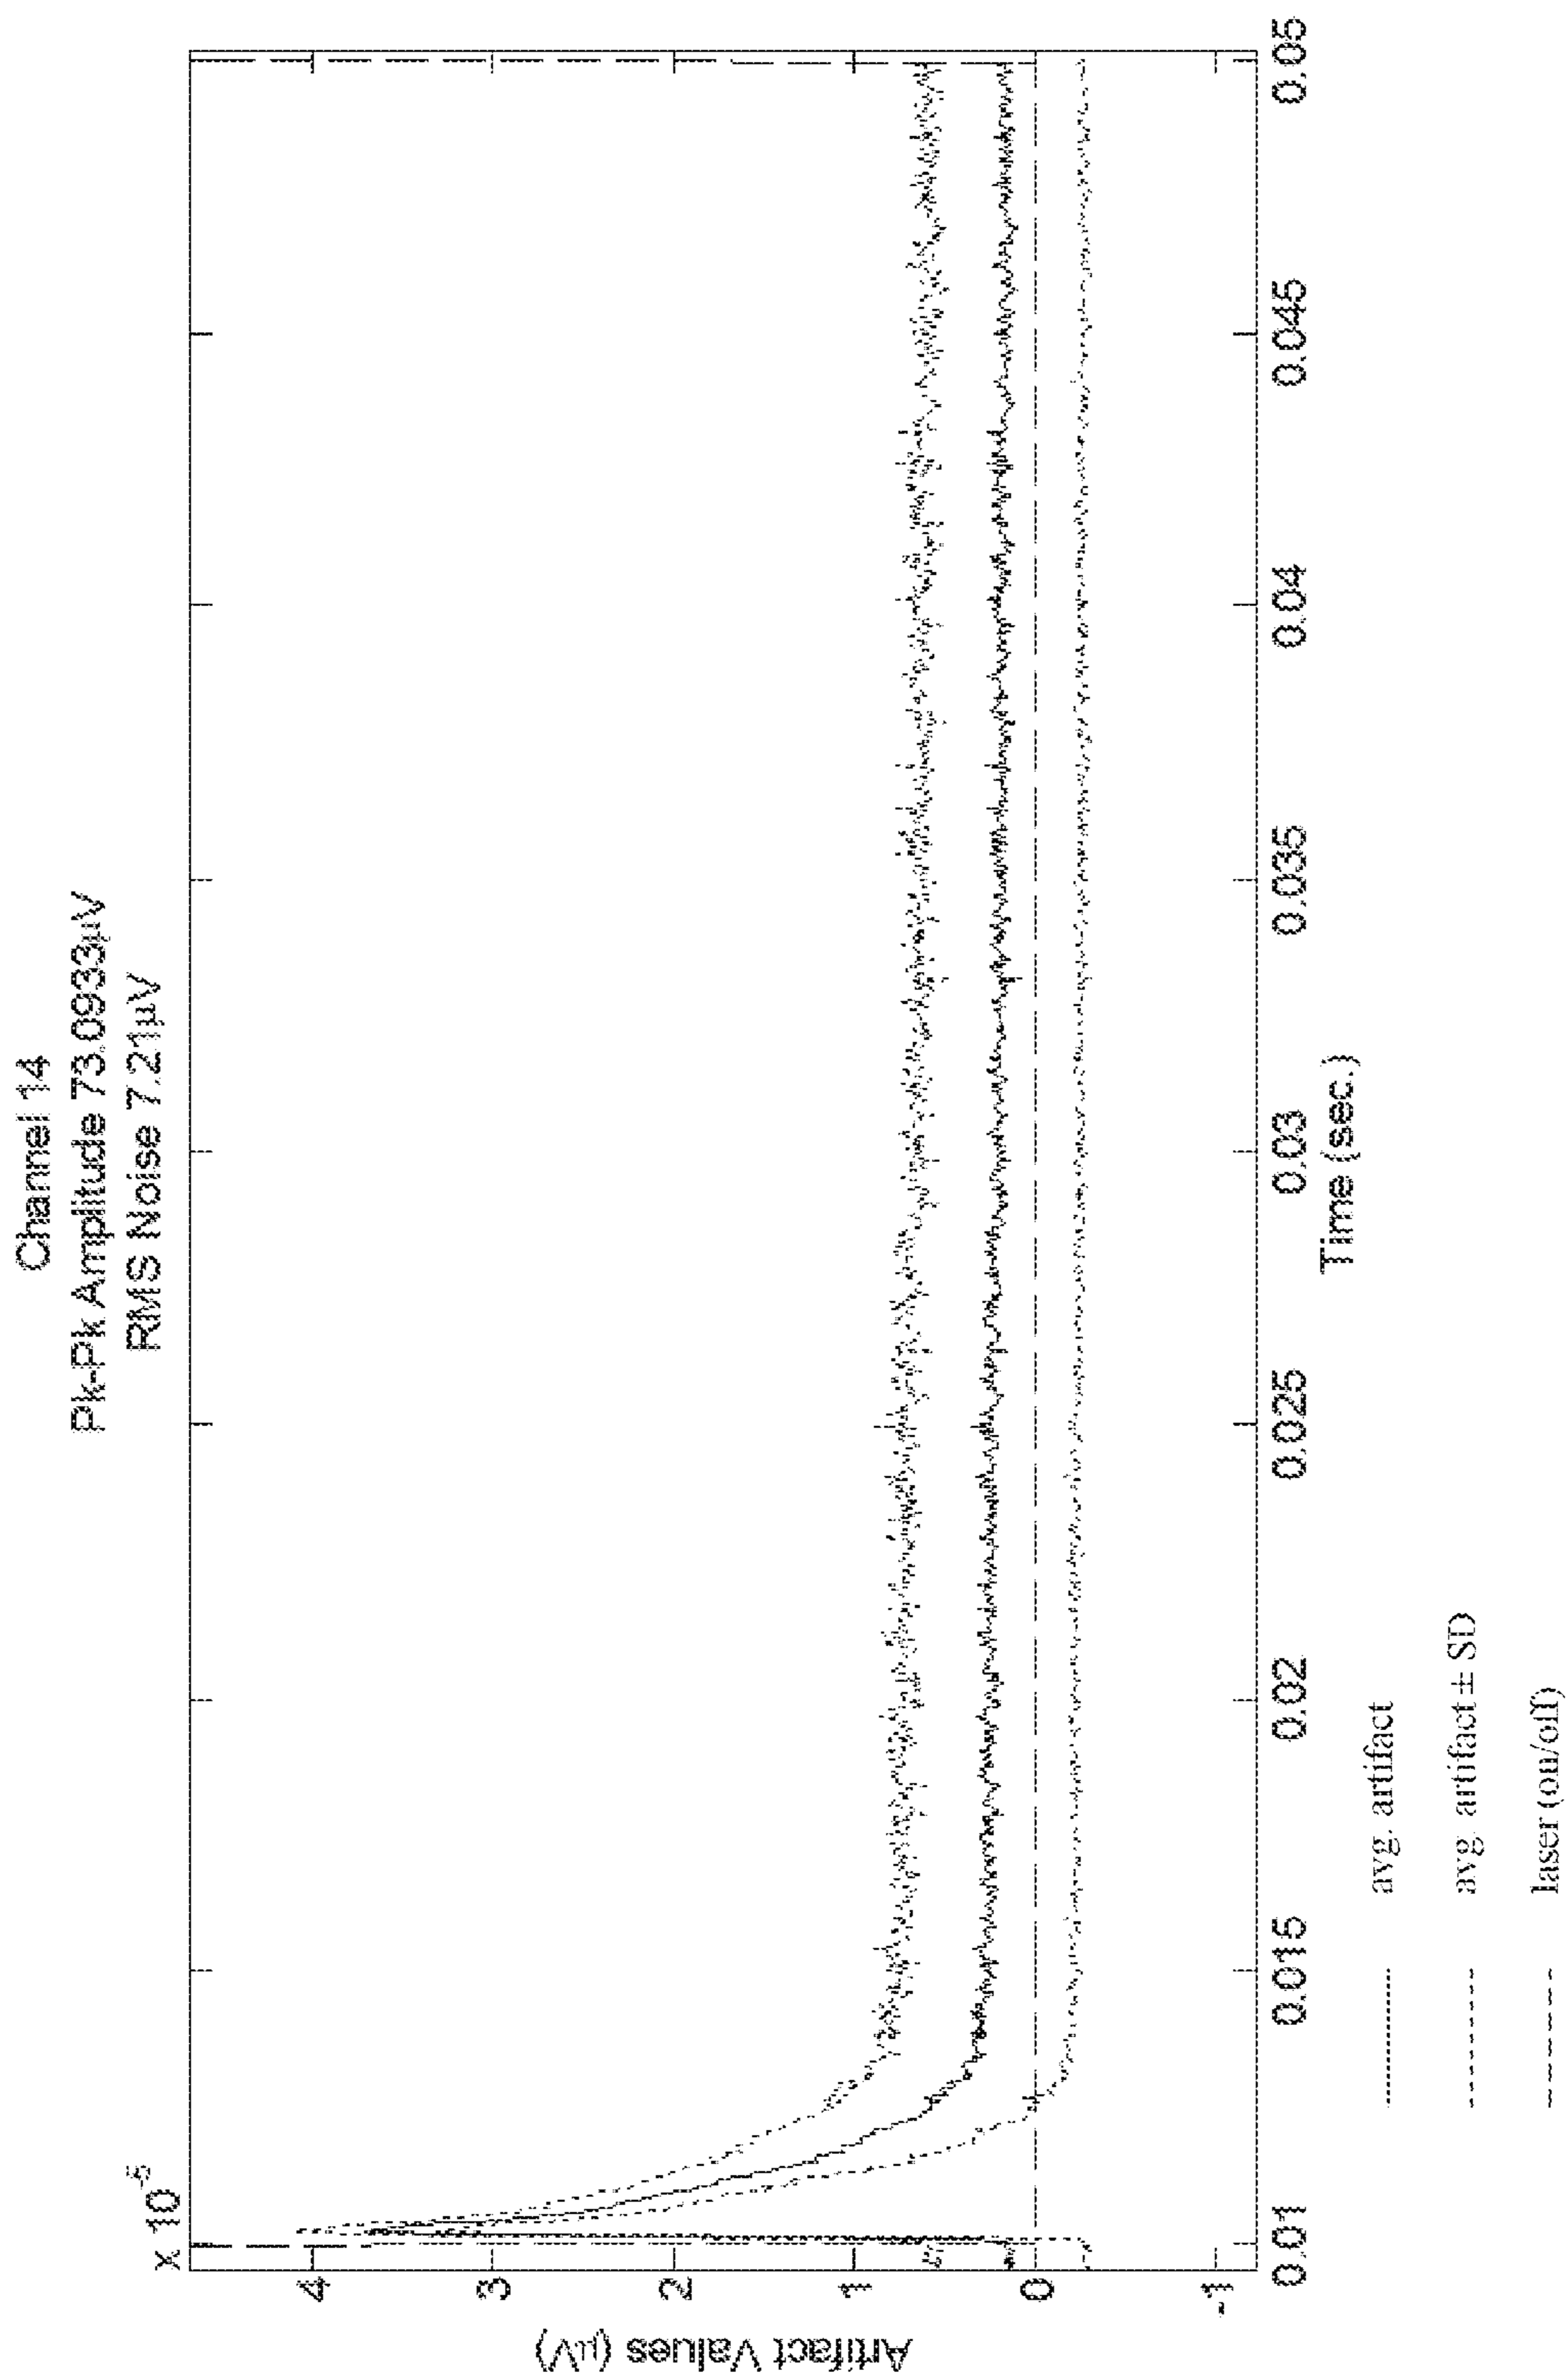 Channel 14
Pk-Pk Amplitude 73.0933µV
RMS Noise 7.21µV
x 10-5
4
3
2
1
0
-1
Artifact Values (µV)
0.01
0.015
0.02
0.025
0.03
0.035
0.04
0.045
0.05
Time (sec.)
avg. artifact
avg. artifact ± SD
laser (on/off)